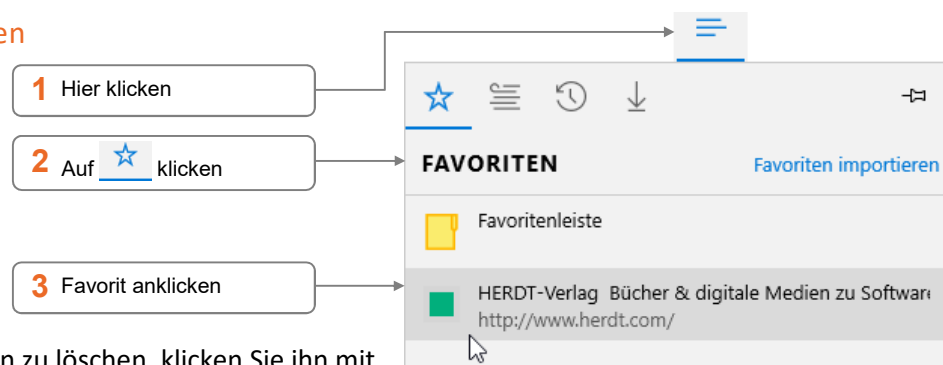 en
1 Hier klicken
2 Auf klicken
3 Favorit anklicken
FAVORITEN Favoriten importieren
Favoritenleiste
HERDT-Verlag Bücher & digitale Medien zu Software
http://www.herdt.com/
n zu löschen, klicken Sie ihn mit